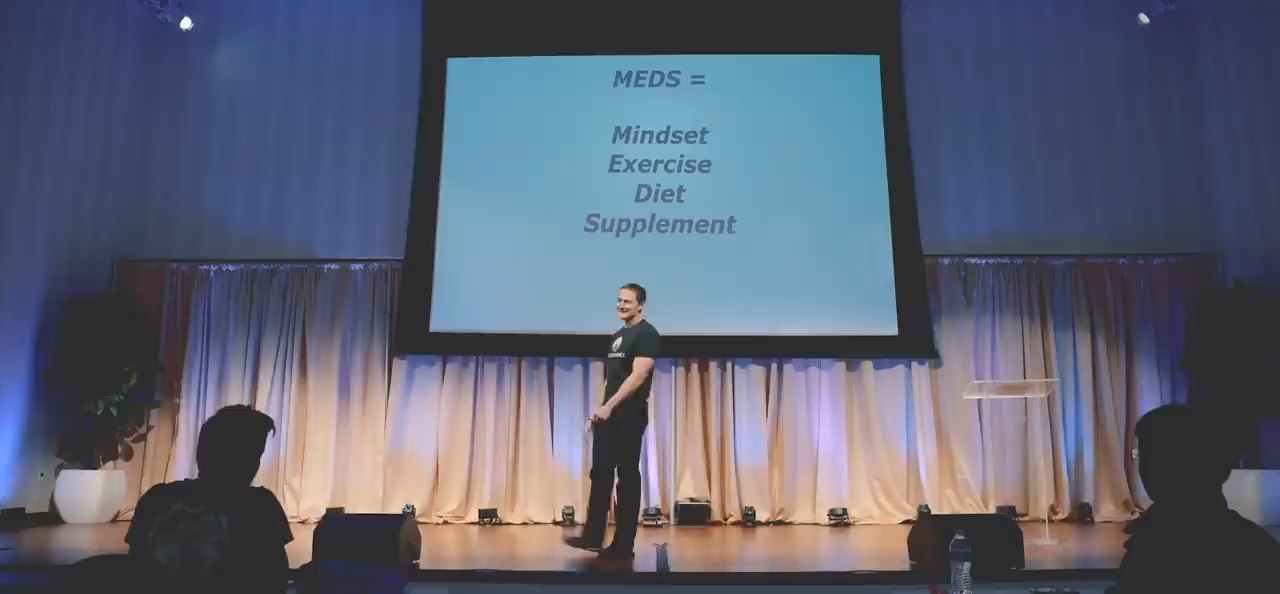 MEDS =
Mindset
Exercise
Diet
Supplement